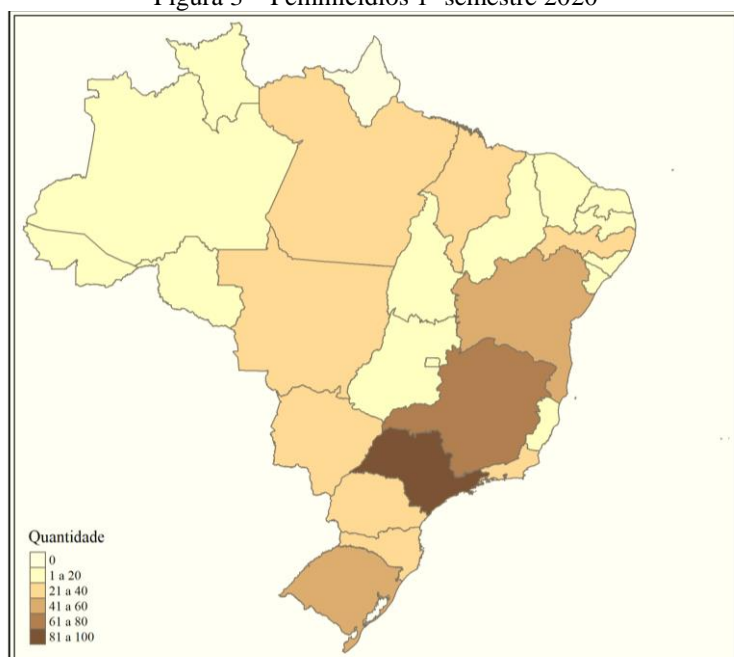 Figura 3 – Feminicídios 1º semestre 2020
Quantidade
0
1 a 20
21 a 40
41 a 60
61 a 80
81 a 100